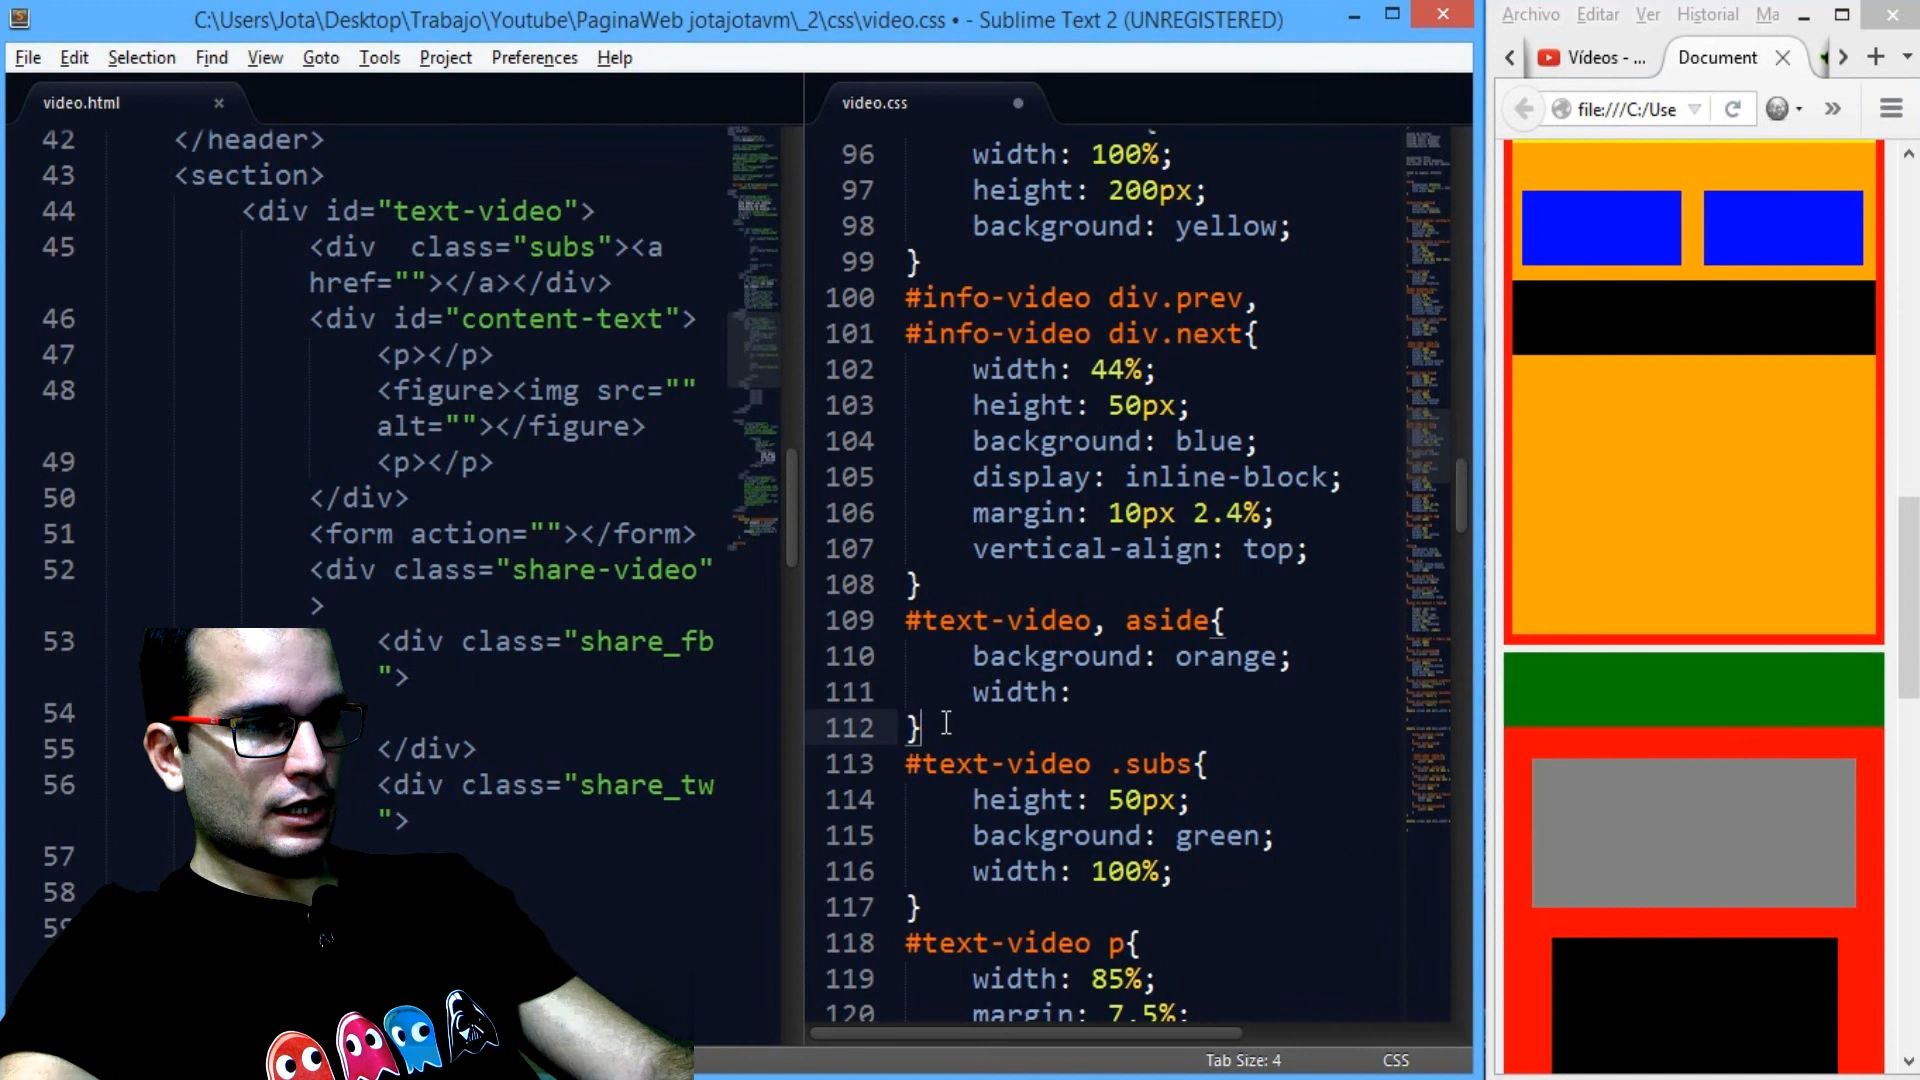 C:\Users\Jota\Desktop\Trabajo\Youtube\PaginaWeb jotajotavm\_2\css\video.css • - Sublime Text 2 (UNREGISTERED)
File Edit Selection Find View Goto Tools Project Preferences Help
video.html
42 </header>
43 <section>
44 <div id="text-video">
45 <div  class="subs"><a
href=""></a></div>
46 <div id="content-text">
47 <p></p>
48 <figure><img src=""
alt=""></figure>
49 <p></p>
50 </div>
51 <form action=""></form>
52 <div class="share-video"
>
53 <div class="share_fb
">
54
55 </div>
56 <div class="share_tw
">
57
58
video.css
96 width: 100%;
97 height: 200px;
98 background: yellow;
99 }
100 #info-video div.prev,
101 #info-video div.next{
102 width: 44%;
103 height: 50px;
104 background: blue;
105 display: inline-block;
106 margin: 10px 2.4%;
107 vertical-align: top;
108 }
109 #text-video, aside{
110 background: orange;
111 width:
112 }
113 #text-video .subs{
114 height: 50px;
115 background: green;
116 width: 100%;
117 }
118 #text-video p{
119 width: 85%;
120 margin: 7.5%;
Tab Size: 4 CSS
Archivo Editar Ver Historial Ma
Vídeos - ... Document
file:///C:/Use